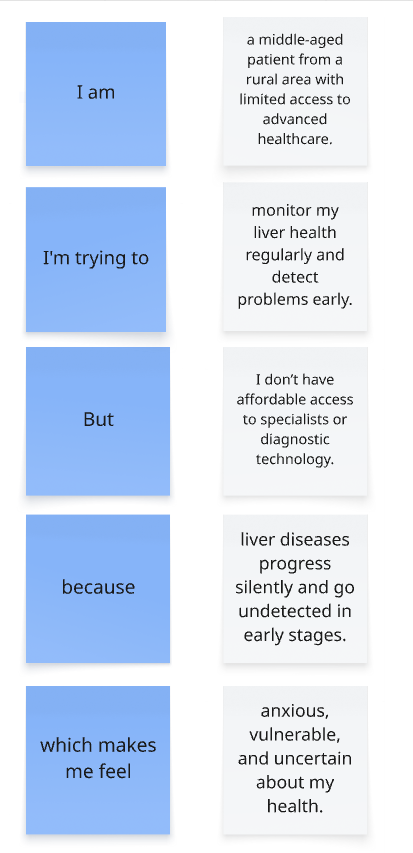 I am
a middle-aged
patient from a
rural area with
limited access to
advanced
healthcare.
I'm trying to
monitor my
liver health
regularly and
detect
problems early.
But
I don’t have
affordable access
to specialists or
diagnostic
technology.
because
liver diseases
progress
silently and go
undetected in
early stages.
which makes
me feel
anxious,
vulnerable,
and uncertain
about my
health.